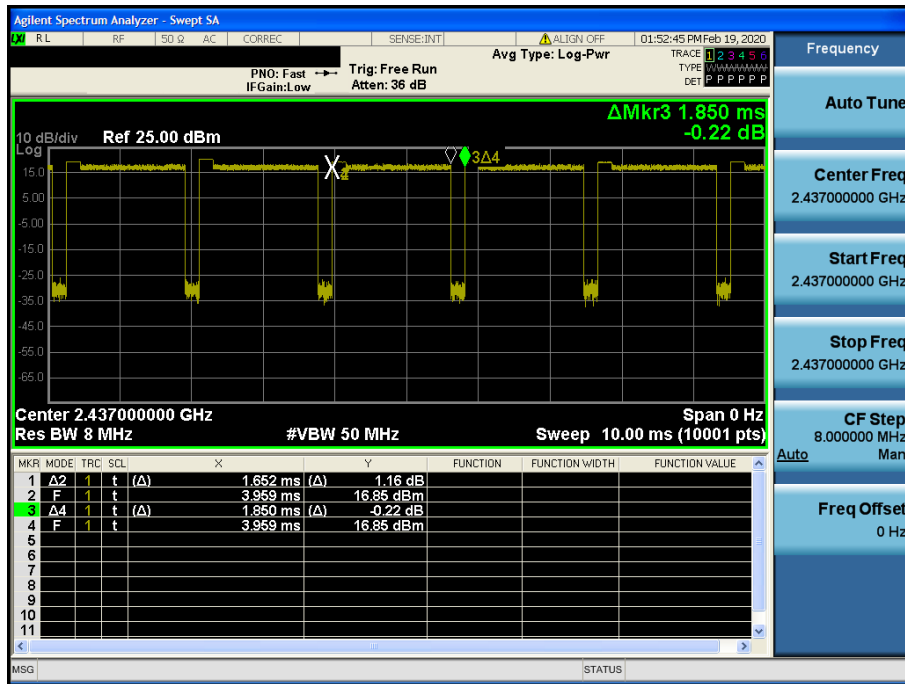 Agilent Spectrum Analyzer - Swept SA
LXI RL RF 50 Ω AC CORREC SENSE:INT ALIGN OFF 01:52:45 PM Feb 19, 2020
Avg Type: Log-Pwr TRACE 1 2 3 4 5 6
PNO: Fast Trig: Free Run TYPE WWWWWW
IFGain:Low Atten: 36 dB DET P P P P P P
ΔMkr3 1.850 ms
-0.22 dB
10 dB/div Ref 25.00 dBm
Log
15.0
5.00
-5.00
-15.0
-25.0
-35.0
-45.0
-55.0
-65.0
X 4 3Δ4
Center 2.437000000 GHz Span 0 Hz
Res BW 8 MHz #VBW 50 MHz Sweep 10.00 ms (10001 pts)
MKR MODE TRC SCL X Y FUNCTION FUNCTION WIDTH FUNCTION VALUE
1 Δ2 1 t (Δ) 1.652 ms (Δ) 1.16 dB
2 F 1 t 3.959 ms 16.85 dBm
3 Δ4 1 t (Δ) 1.850 ms (Δ) -0.22 dB
4 F 1 t 3.959 ms 16.85 dBm
5
6
7
8
9
10
11
MSG STATUS
Frequency
Auto Tune
Center Freq
2.437000000 GHz
Start Freq
2.437000000 GHz
Stop Freq
2.437000000 GHz
CF Step
8.000000 MHz
Auto Man
Freq Offset
0 Hz